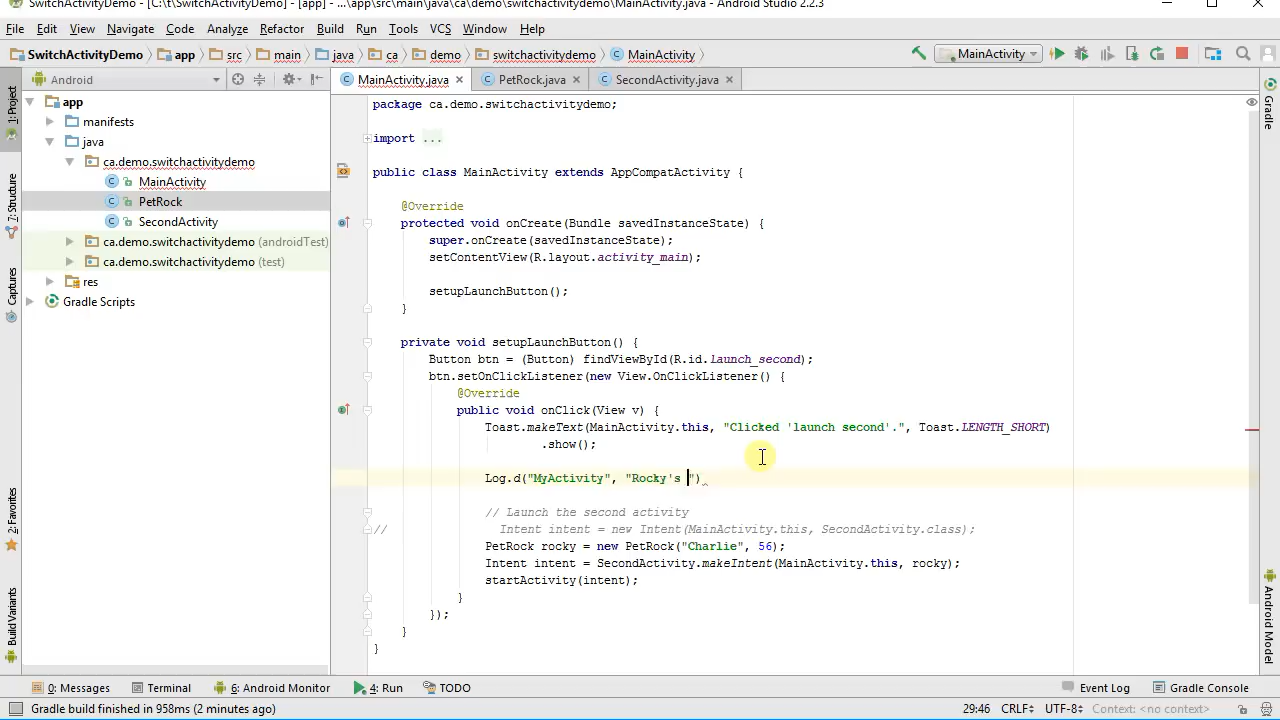 SwitchActivityDemo - [C:\t\SwitchActivityDemo] - [app] - ...\app\src\main\java\ca\demo\switchactivitydemo\MainActivity.java - Android Studio 2.2.3
File Edit View Navigate Code Analyze Refactor Build Run Tools VCS Window Help
SwitchActivityDemo app src main java ca demo switchactivitydemo MainActivity MainActivity
Android MainActivity.java PetRock.java SecondActivity.java
1: Project
7: Structure
Captures
2: Favorites
Build Variants
app
manifests
java
ca.demo.switchactivitydemo
MainActivity
PetRock
SecondActivity
ca.demo.switchactivitydemo (androidTest)
ca.demo.switchactivitydemo (test)
res
Gradle Scripts
package ca.demo.switchactivitydemo;
import ...
public class MainActivity extends AppCompatActivity {
@Override
protected void onCreate(Bundle savedInstanceState) {
super.onCreate(savedInstanceState);
setContentView(R.layout.activity_main);
setupLaunchButton();
}
private void setupLaunchButton() {
Button btn = (Button) findViewById(R.id.launch_second);
btn.setOnClickListener(new View.OnClickListener() {
@Override
public void onClick(View v) {
Toast.makeText(MainActivity.this, "Clicked 'launch second'.", Toast.LENGTH_SHORT)
.show();
Log.d("MyActivity", "Rocky's ")
// Launch the second activity
// Intent intent = new Intent(MainActivity.this, SecondActivity.class);
PetRock rocky = new PetRock("Charlie", 56);
Intent intent = SecondActivity.makeIntent(MainActivity.this, rocky);
startActivity(intent);
}
});
}
}
Gradle
Android Model
0: Messages Terminal 6: Android Monitor 4: Run TODO Event Log Gradle Console
Gradle build finished in 958ms (2 minutes ago) 29:46 CRLF UTF-8 Context: <no context>